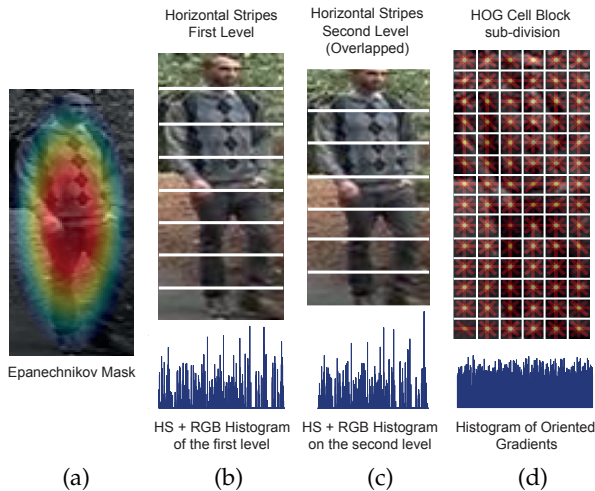 Horizontal Stripes
First Level
Horizontal Stripes
Second Level
(Overlapped)
HOG Cell Block
sub-division
Epanechnikov Mask
HS + RGB Histogram
of the first level
HS + RGB Histogram
on the second level
Histogram of Oriented
Gradients
(a)
(b)
(c)
(d)